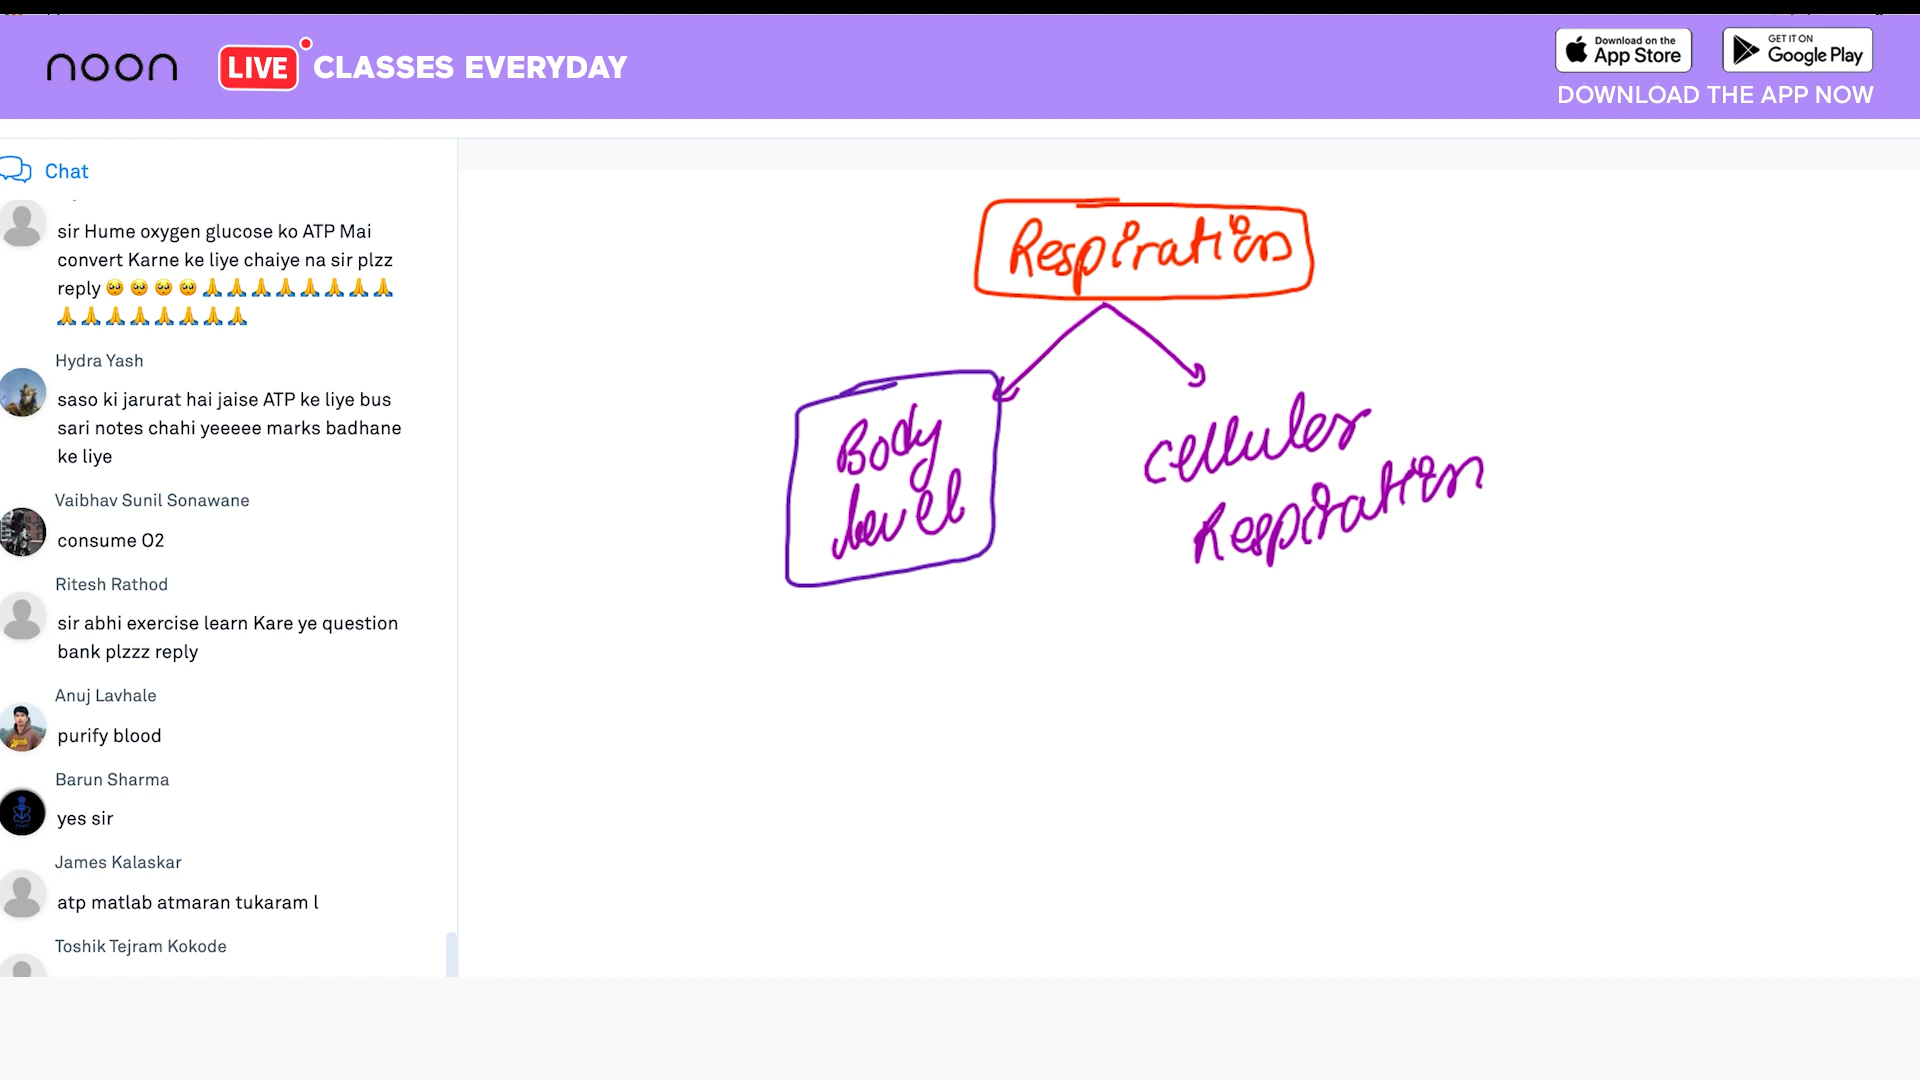 noon
LIVE CLASSES EVERYDAY
Download on the
App Store
GET IT ON
Google Play
DOWNLOAD THE APP NOW
Chat
sir Hume oxygen glucose ko ATP Mai
convert Karne ke liye chaiye na sir plzz
reply 🥺 🥺 🥺 🥺 🙏 🙏 🙏 🙏 🙏 🙏 🙏 🙏
🙏 🙏 🙏 🙏 🙏 🙏 🙏 🙏
Hydra Yash
saso ki jarurat hai jaise ATP ke liye bus
sari notes chahi yeeeee marks badhane
ke liye
Vaibhav Sunil Sonawane
consume O2
Ritesh Rathod
sir abhi exercise learn Kare ye question
bank plzzz reply
Anuj Lavhale
purify blood
Barun Sharma
yes sir
James Kalaskar
atp matlab atmaran tukaram l
Toshik Tejram Kokode
Respiration
Body
level
cellular
Respiration